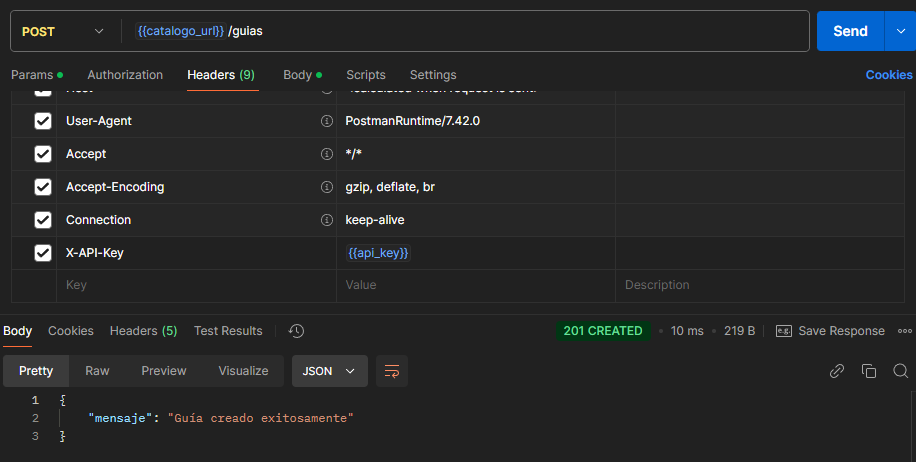 POST {{catalogo_url}} /guias Send
Params Authorization Headers (9) Body Scripts Settings Cookies
User-Agent PostmanRuntime/7.42.0
Accept */*
Accept-Encoding gzip, deflate, br
Connection keep-alive
X-API-Key {{api_key}}
Key Value Description
Body Cookies Headers (5) Test Results 201 CREATED • 10 ms • 219 B e.g. Save Response
Pretty Raw Preview Visualize JSON
1 {
2 "mensaje": "Guía creado exitosamente"
3 }